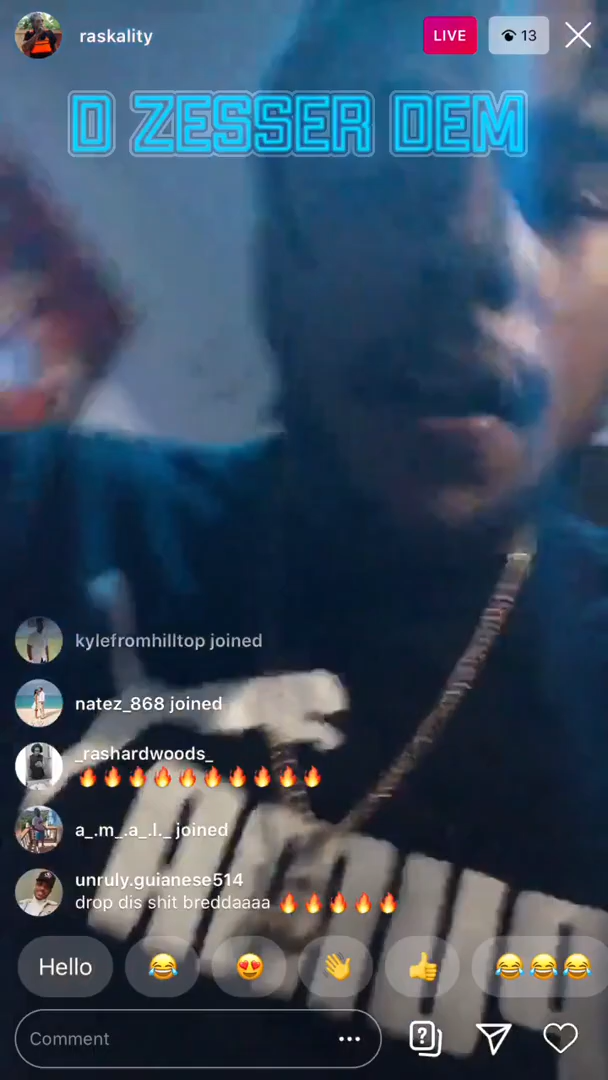 raskality
LIVE
13
D ZESSER DEM
kylefromhilltop joined
natez_868 joined
_rashardwoods_
🔥🔥🔥🔥🔥🔥🔥🔥🔥🔥
a_.m_.a_.l._ joined
unruly.guianese514
drop dis shit breddaaaa 🔥🔥🔥🔥🔥
Hello 😂 😍 👋 👍 😂😂😂
Comment